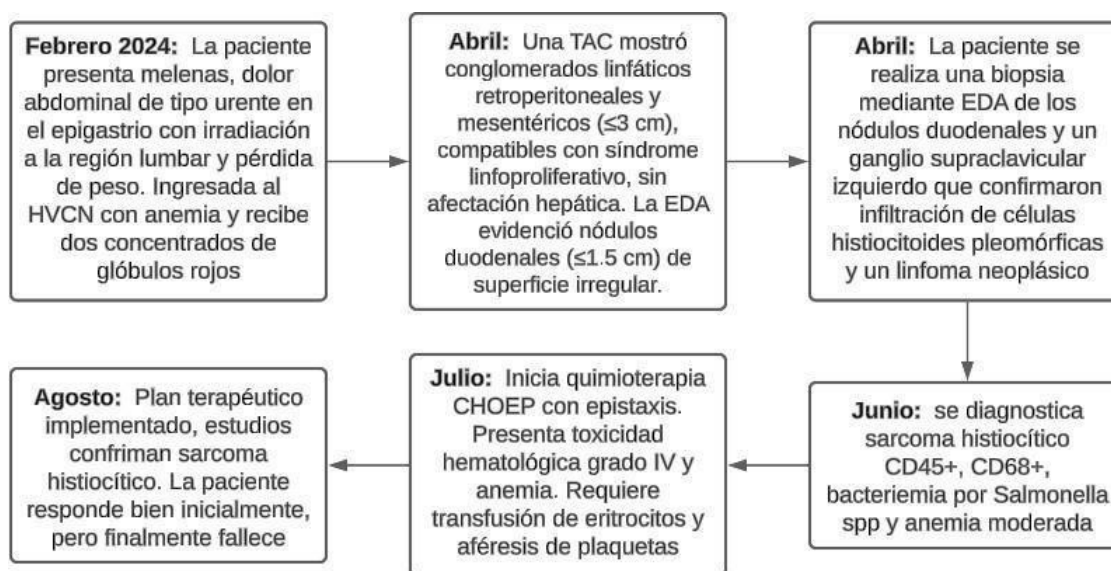 Febrero 2024: La paciente
presenta melenas, dolor
abdominal de tipo urente en
el epigastrio con irradiación
a la región lumbar y pérdida
de peso. Ingresada al
HVCN con anemia y recibe
dos concentrados de
glóbulos rojos
Abril: Una TAC mostró
conglomerados linfáticos
retroperitoneales y
mesentéricos (≤3 cm),
compatibles con síndrome
linfoproliferativo, sin
afectación hepática. La EDA
evidenció nódulos
duodenales (≤1.5 cm) de
superficie irregular.
Abril: La paciente se
realiza una biopsia
mediante EDA de los
nódulos duodenales y un
ganglio supraclavicular
izquierdo que confirmaron
infiltración de células
histiocitoides pleomórficas
y un linfoma neoplásico
Junio: se diagnostica
sarcoma histiocítico
CD45+, CD68+,
bacteriemia por Salmonella
spp y anemia moderada
Julio: Inicia quimioterapia
CHOEP con epistaxis.
Presenta toxicidad
hematológica grado IV y
anemia. Requiere
transfusión de eritrocitos y
aféresis de plaquetas
Agosto: Plan terapéutico
implementado, estudios
confriman sarcoma
histiocítico. La paciente
responde bien inicialmente,
pero finalmente fallece